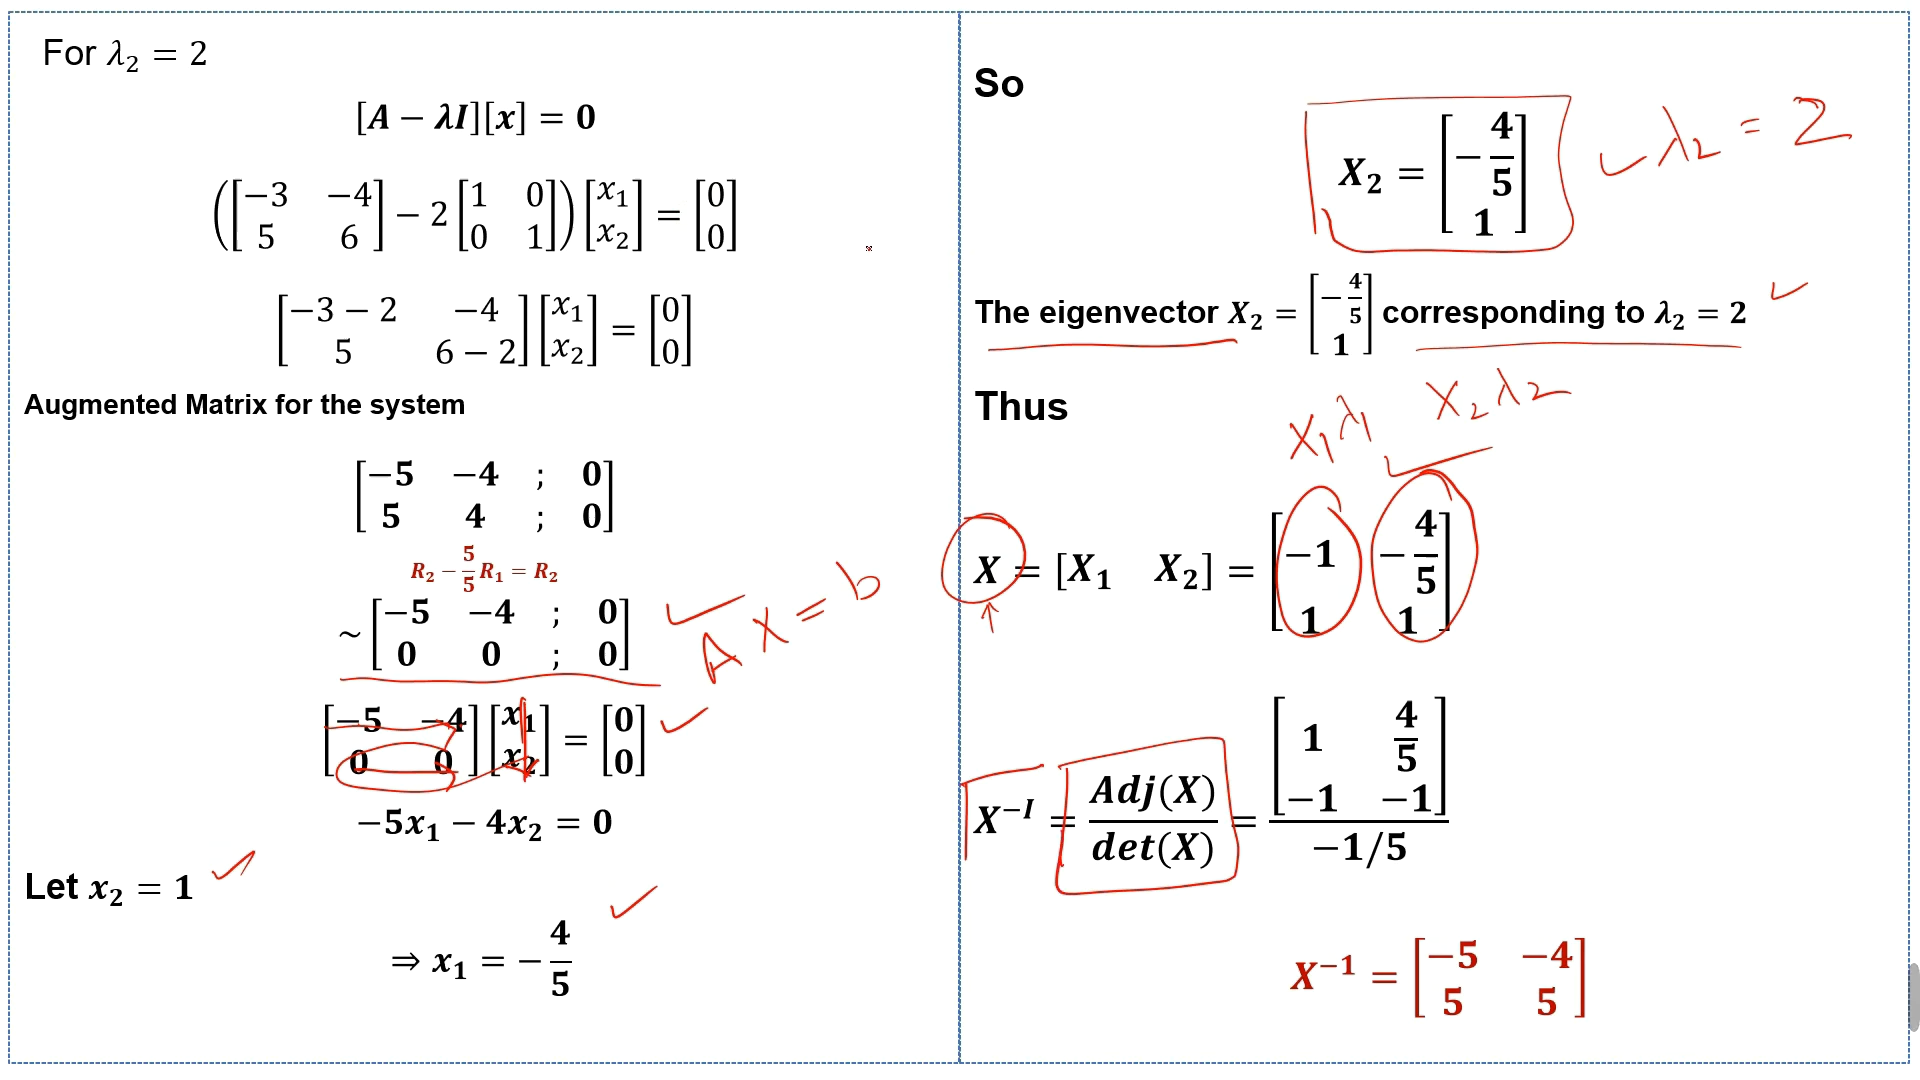 For λ₂ = 2
[A − λI][x] = 0
([−3 −4; 5 6] − 2[1 0; 0 1])[x₁; x₂] = [0; 0]
[−3 − 2 −4; 5 6 − 2][x₁; x₂] = [0; 0]
Augmented Matrix for the system
[−5 −4 ; 0
5 4 ; 0]
R₂ − 5/5 R₁ = R₂
~ [−5 −4 ; 0
0 0 ; 0]
A X = b
[−5 −4; 0 0][x₁; x₂] = [0; 0]
−5x₁ − 4x₂ = 0
Let x₂ = 1
⇒ x₁ = −4/5
So
X₂ = [−4/5; 1]
λ₂ = 2
The eigenvector X₂ = [−4/5; 1] corresponding to λ₂ = 2
Thus
X₁ λ₁ X₂ λ₂
X = [X₁ X₂] = [−1 −4/5; 1 1]
X⁻ᴵ = Adj(X)/det(X) = [1 4/5; −1 −1]/−1/5
X⁻¹ = [−5 −4; 5 5]